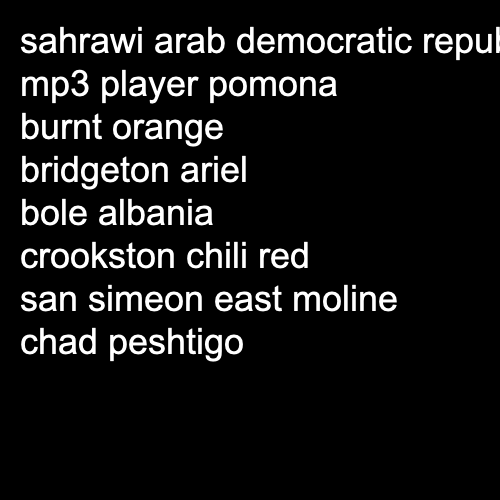 sahrawi arab democratic
mp3 player pomona
burnt orange
bridgeton ariel
bole albania
crookston chili red
san simeon east moline
chad peshtigo